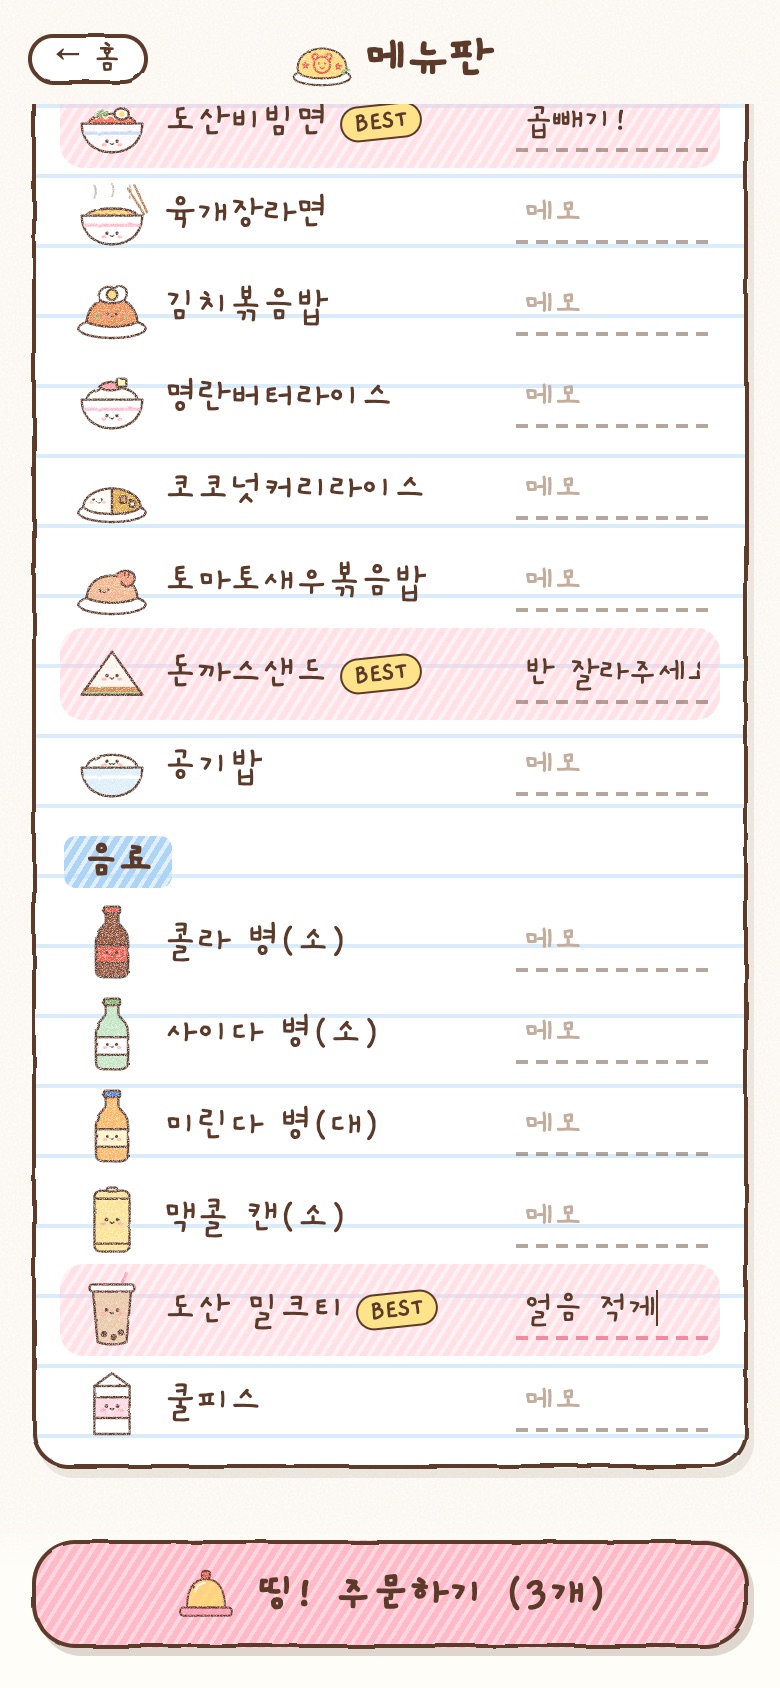 ← 홈
메뉴판
도산비빔면 BEST 곱빼기!
육개장라면 메모
김치볶음밥 메모
명란버터라이스 메모
코코넛커리라이스 메모
토마토새우볶음밥 메모
돈까스샌드 BEST 반 잘라주세
공기밥 메모
음료
콜라 병(소) 메모
사이다 병(소) 메모
미린다 병(대) 메모
맥콜 캔(소) 메모
도산 밀크티 BEST 얼음 적게
쿨피스 메모
띵! 주문하기 (3개)